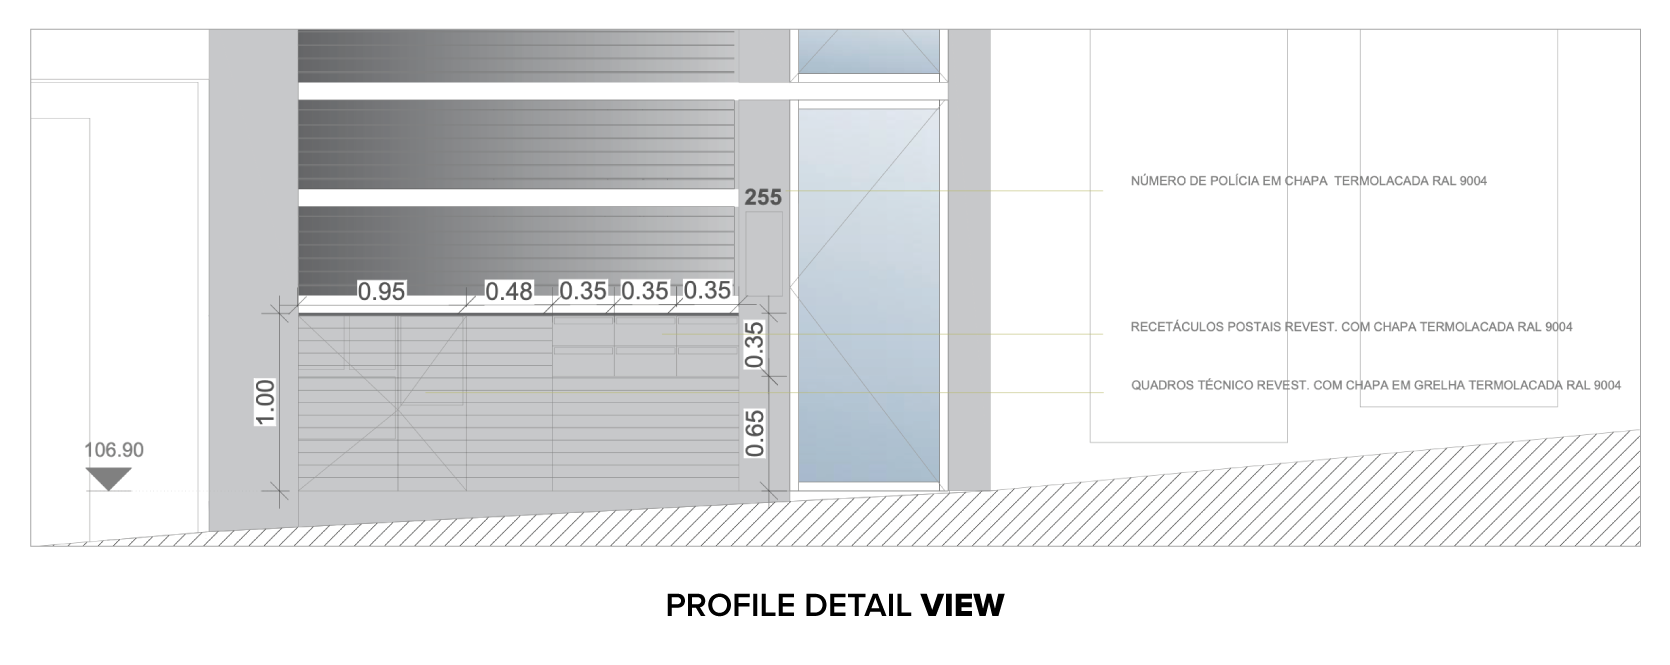 NÚMERO DE POLÍCIA EM CHAPA TERMOLACADA RAL 9004
255
0.95 0.48 0.35 0.35 0.35
RECETÁCULOS POSTAIS REVEST. COM CHAPA TERMOLACADA RAL 9004
0.35
QUADROS TÉCNICO REVEST. COM CHAPA EM GRELHA TERMOLACADA RAL 9004
1.00
0.65
106.90
PROFILE DETAIL VIEW